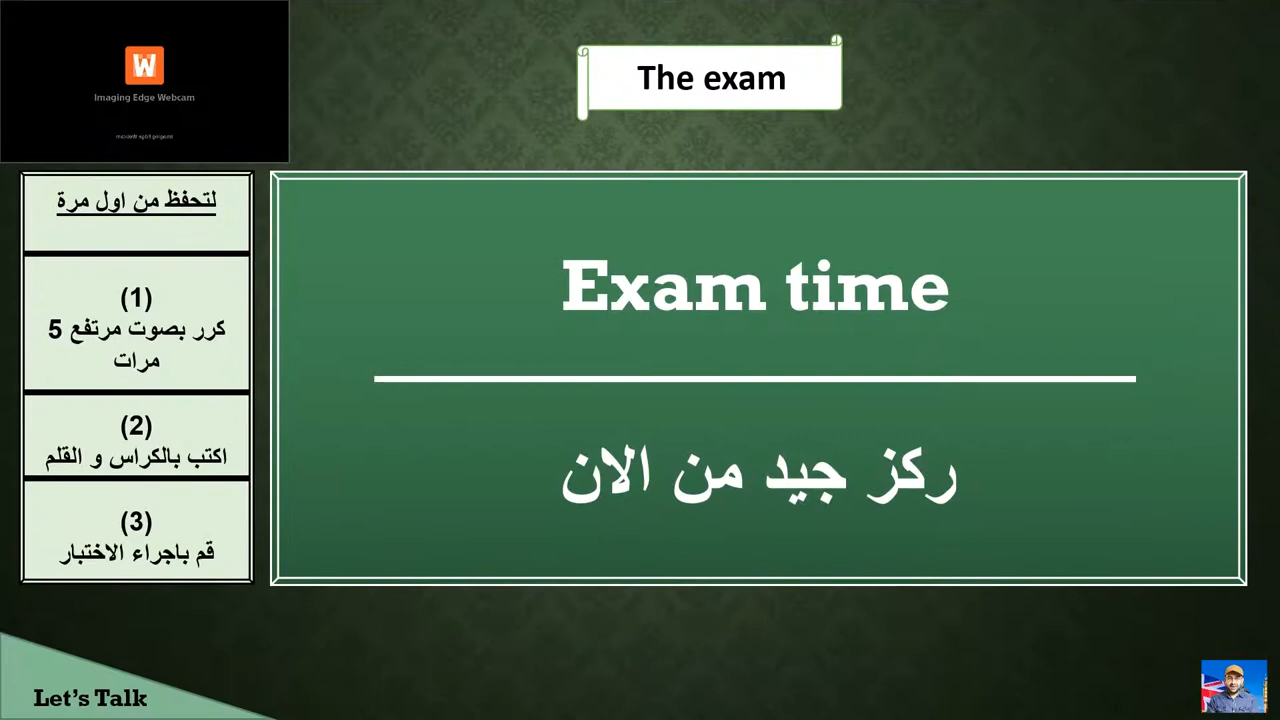 W
Imaging Edge Webcam
The exam
لتحفظ من اول مرة
(1)
كرر بصوت مرتفع 5
مرات
(2)
اكتب بالكراس و القلم
(3)
قم باجراء الاختبار
Exam time
ركز جيد من الان
Let's Talk